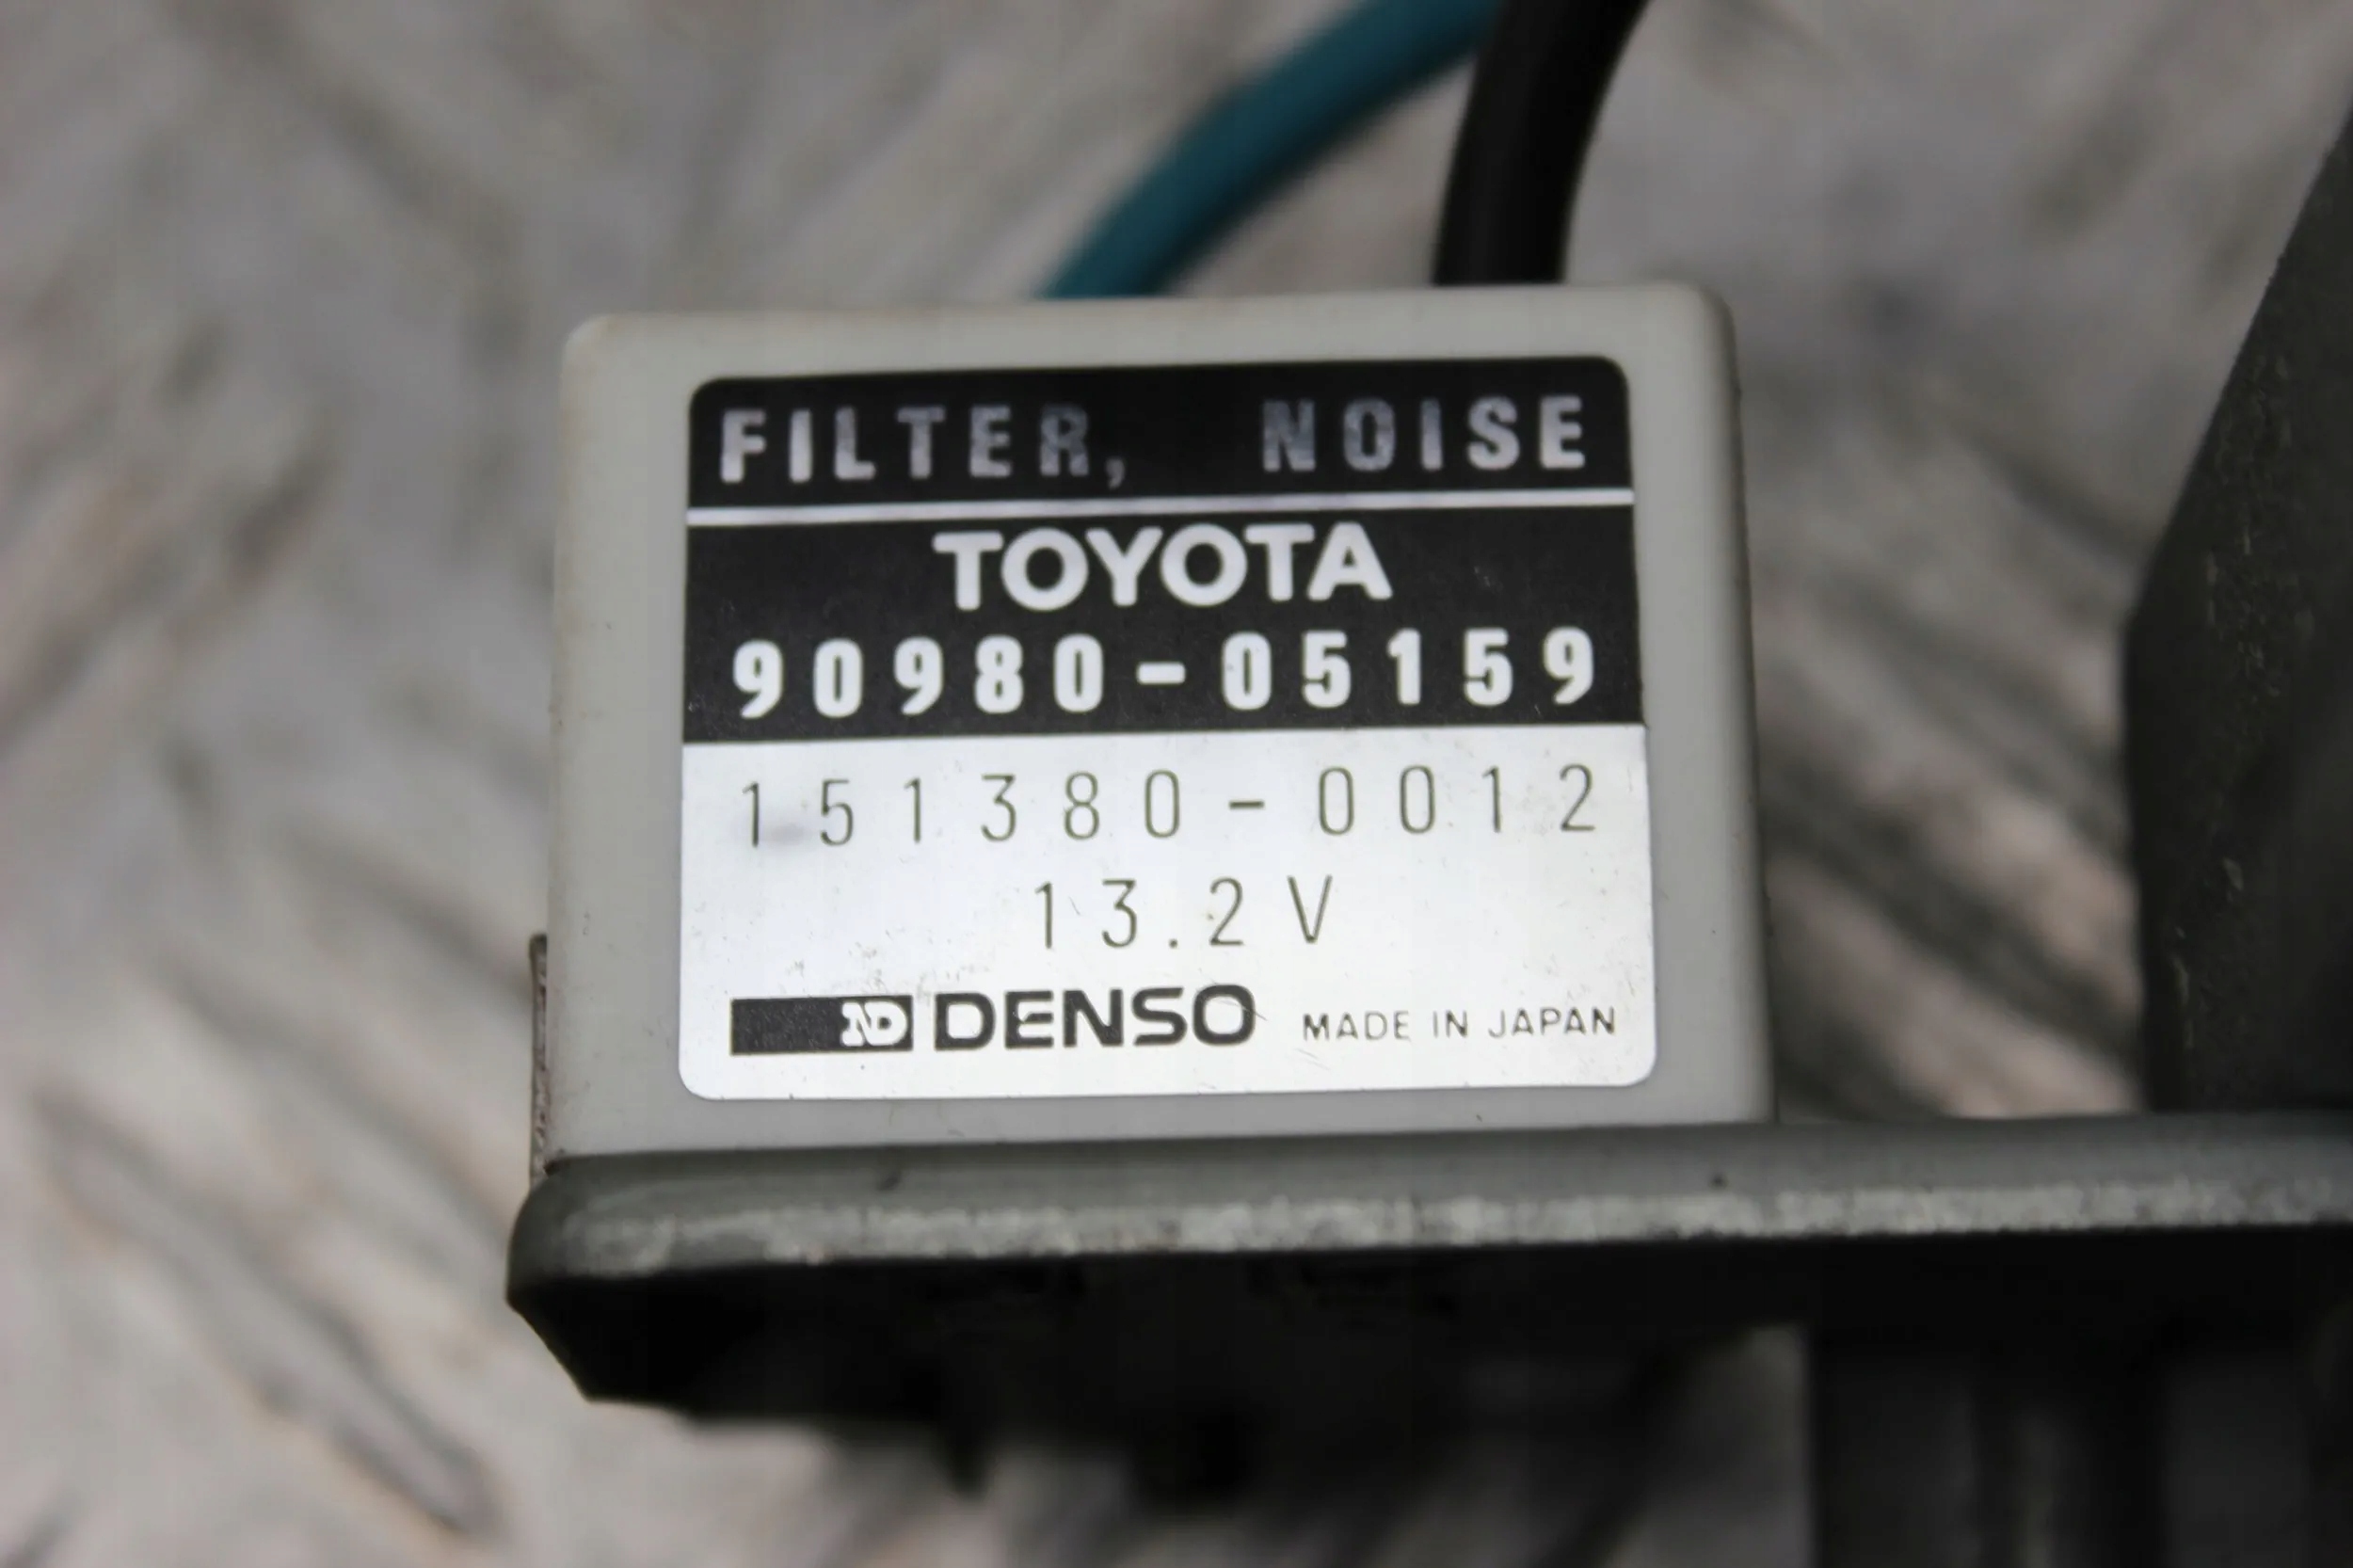 FILTER, NOISE
TOYOTA
90980-05159
151380-0012
13.2V
ND DENSO MADE IN JAPAN